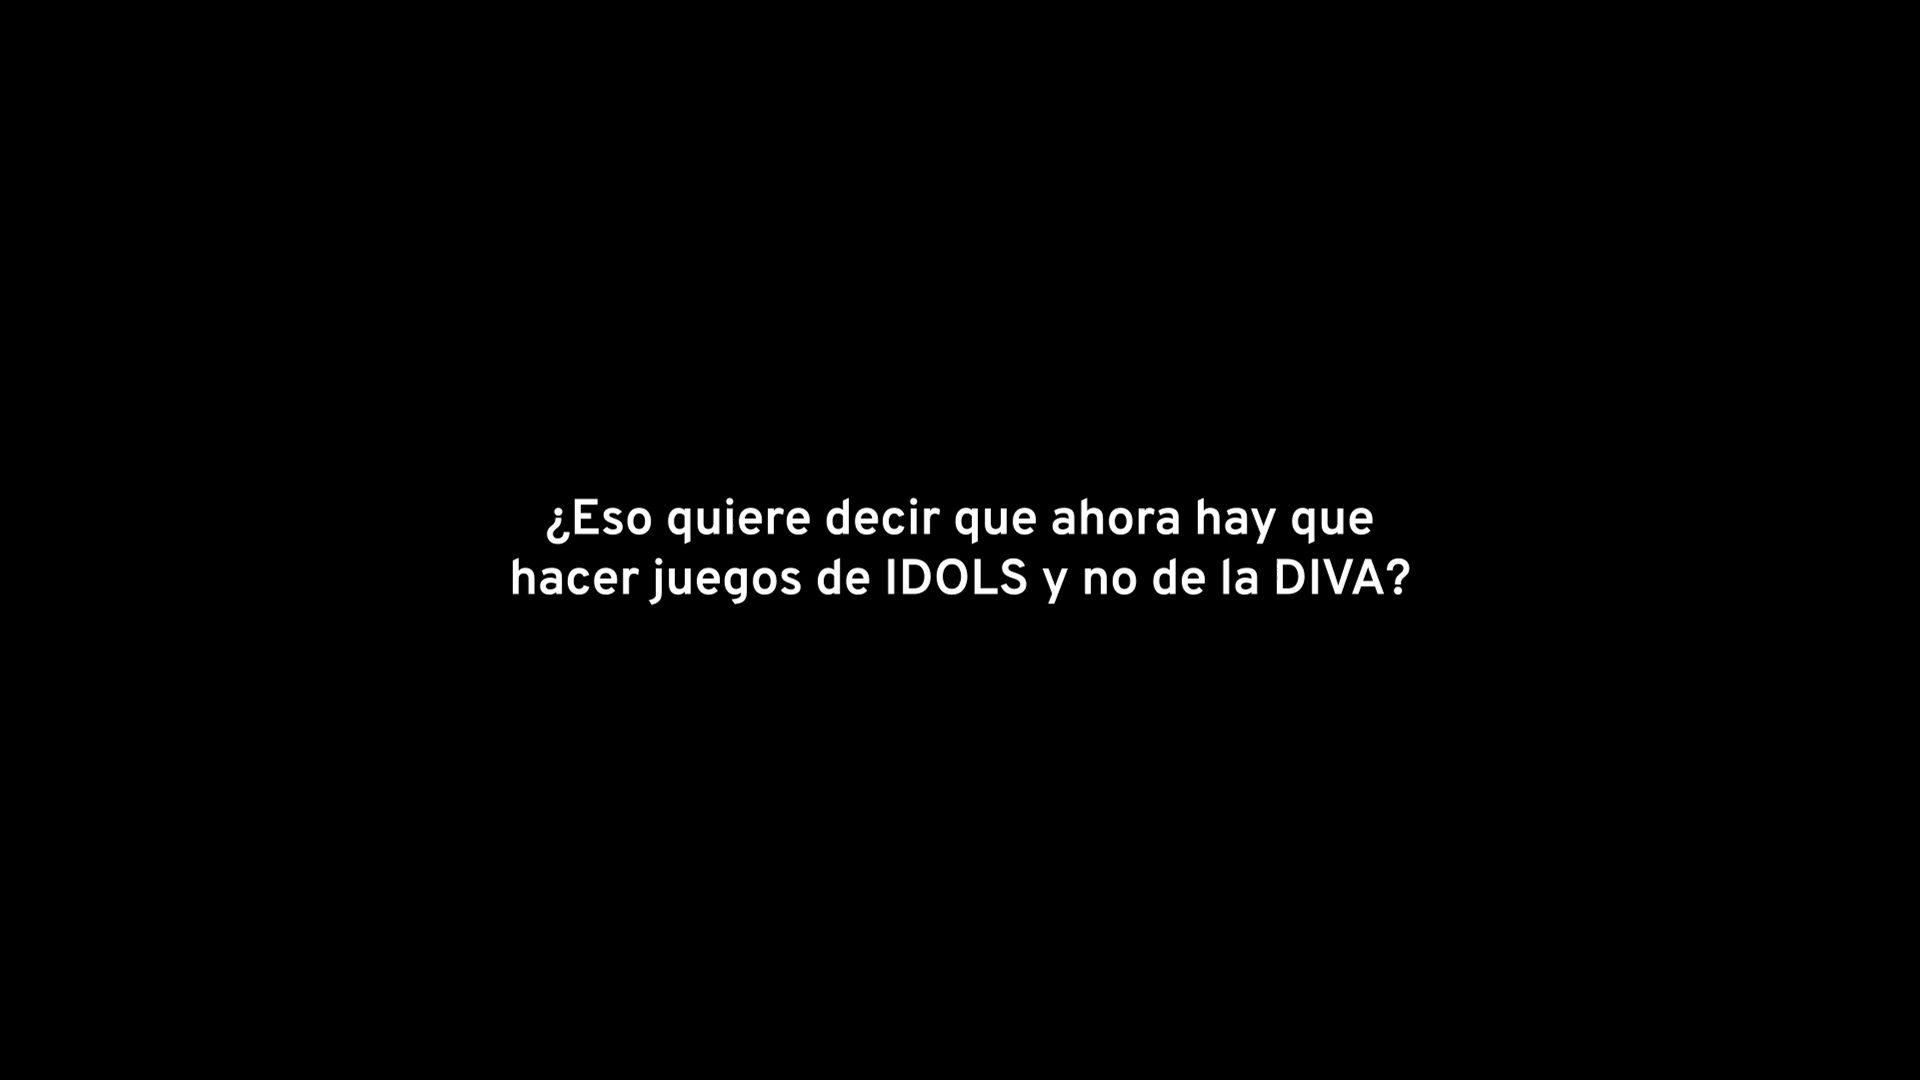 ¿Eso quiere decir que ahora hay que
hacer juegos de IDOLS y no de la DIVA?